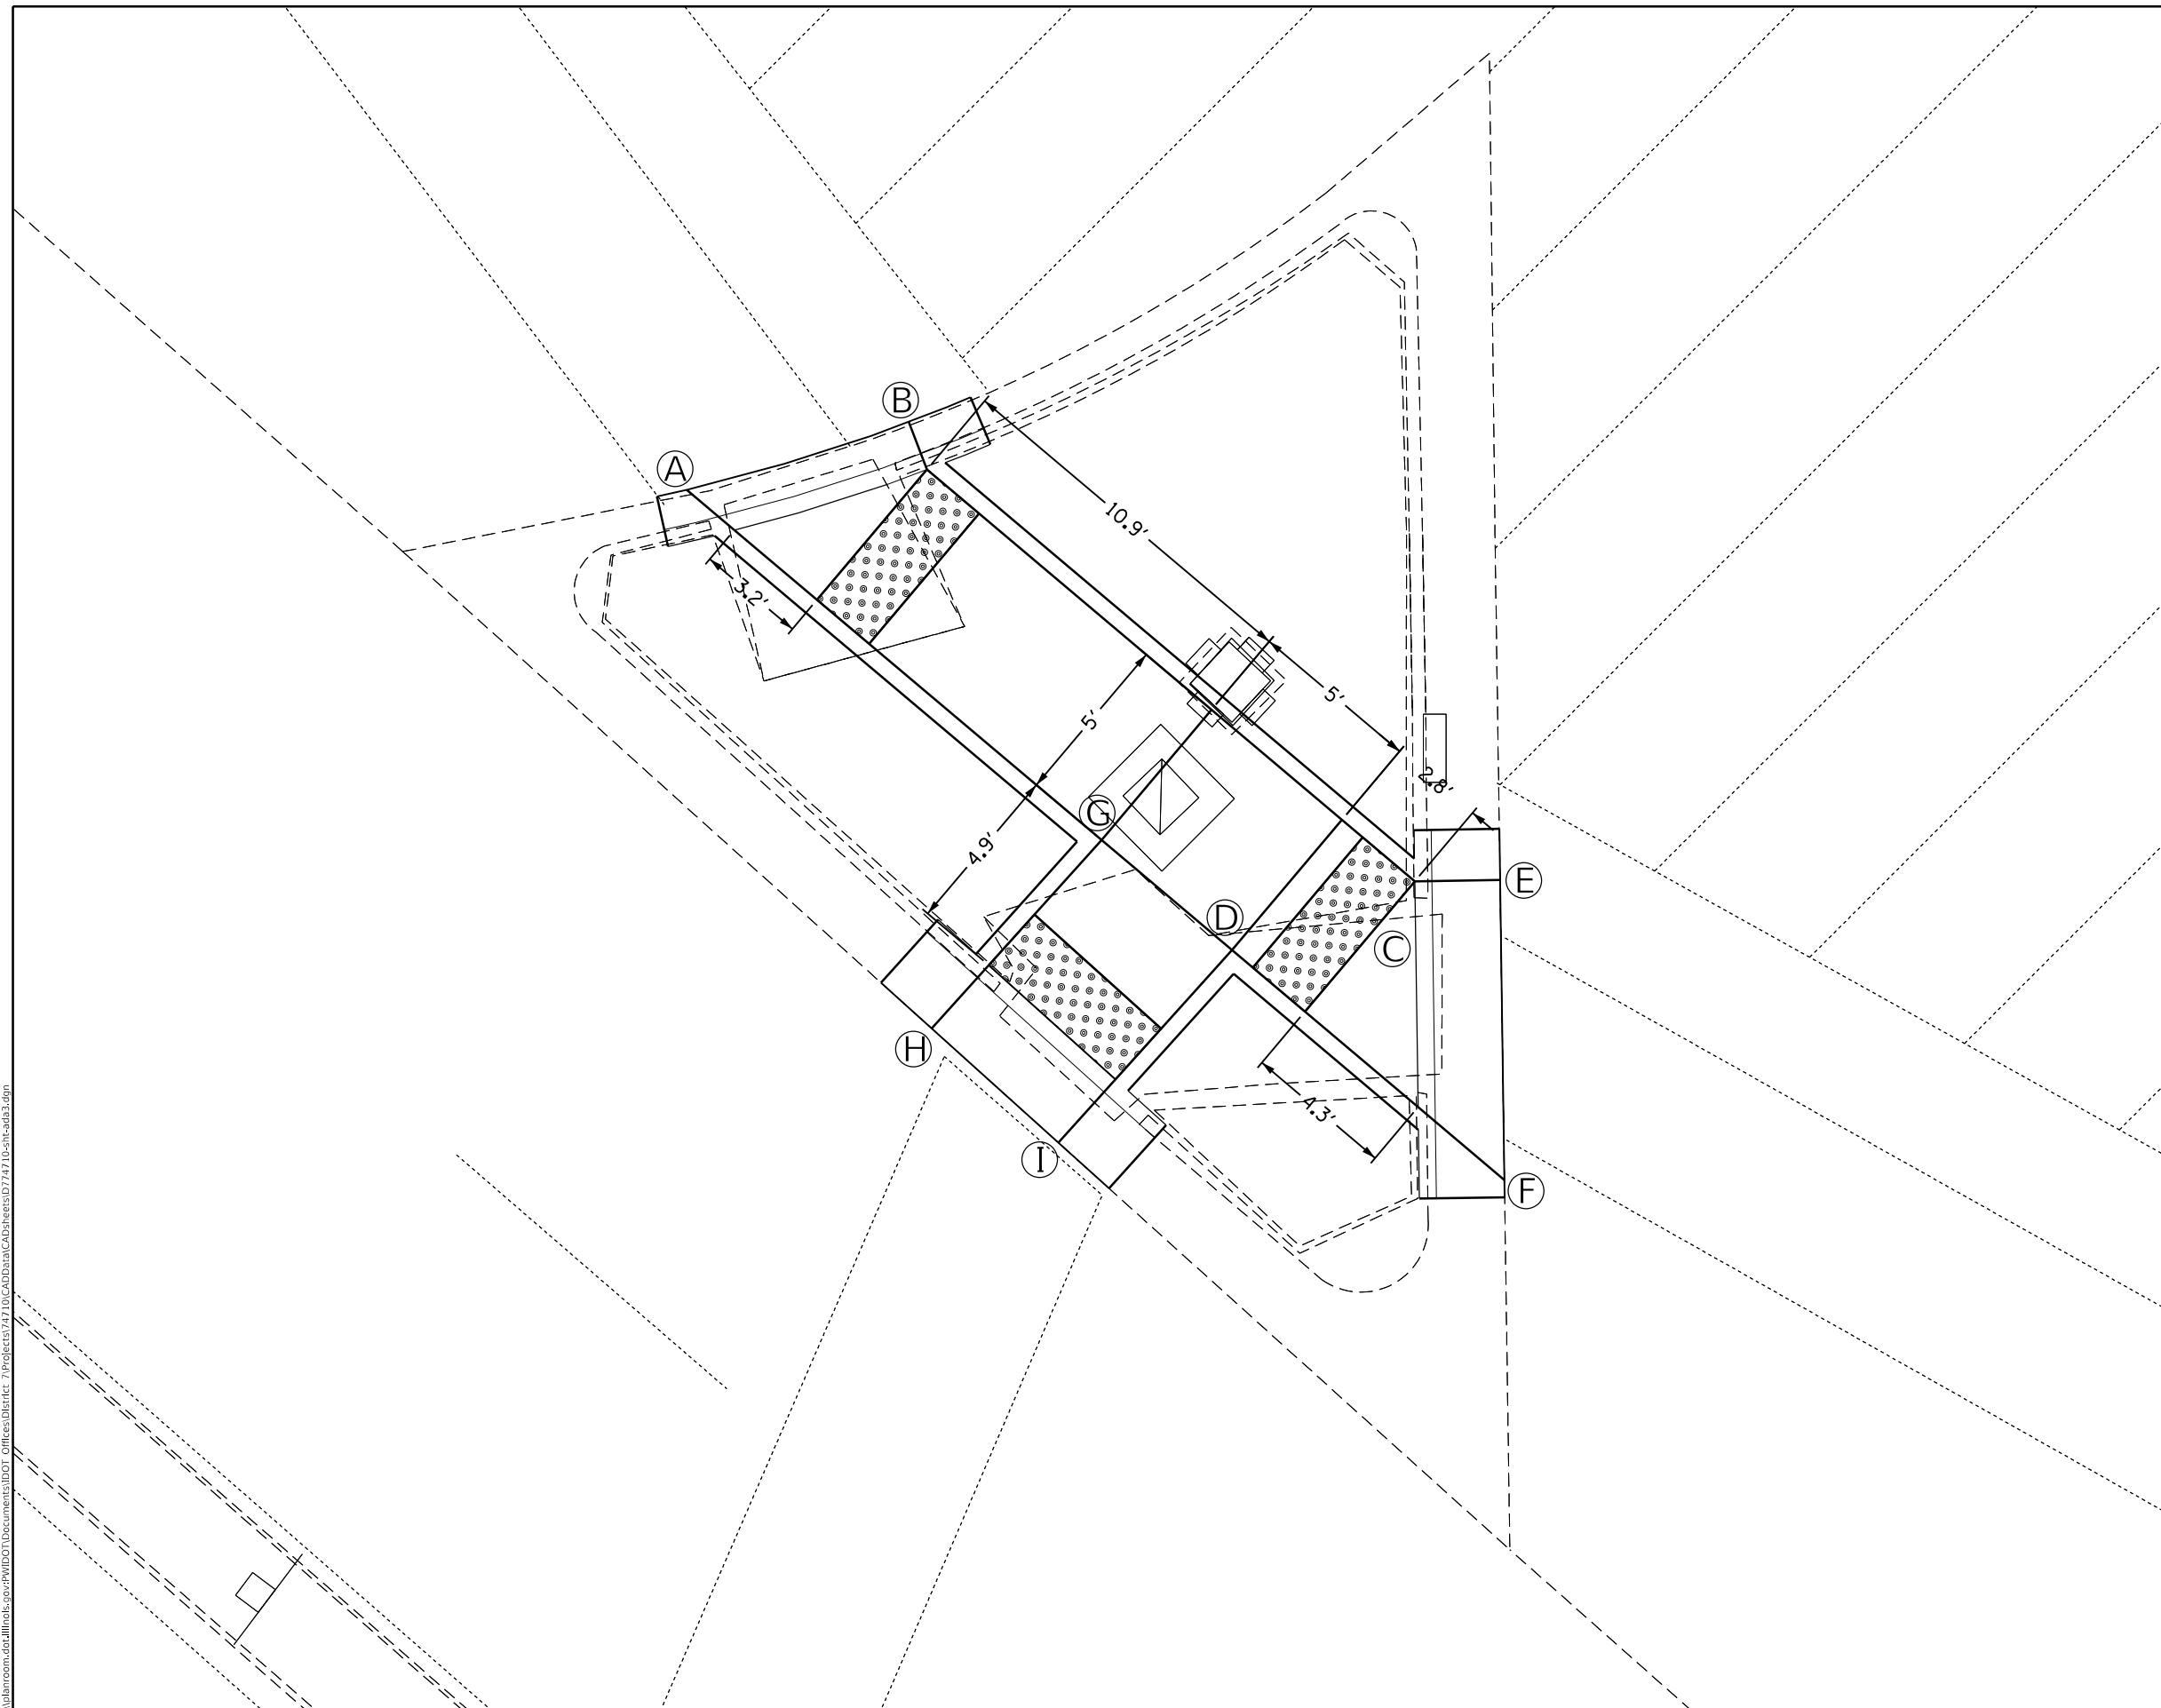 B
A
10.9'
3.2'
5'
5'
2.8'
G
4.9'
E
D
C
H
4.3'
I
F
\planroom.dot.illinois.gov:PWIDOT\Documents\IDOT Offices\District 7\Projects\74710\CADData\CADsheets\D774710-sht-ada3.dgn